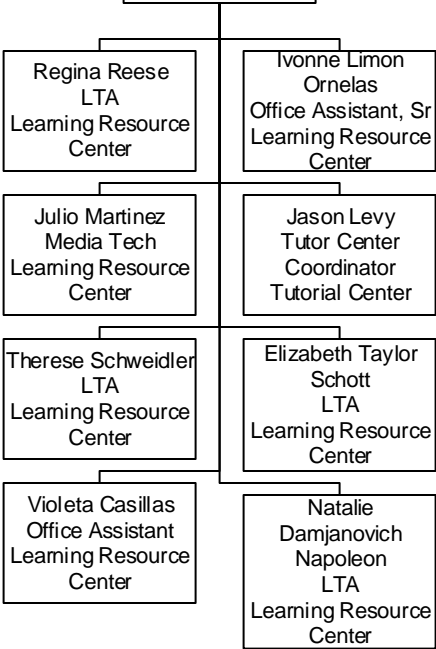 Regina Reese
LTA
Learning Resource
Center
Ivonne Limon
Ornelas
Office Assistant, Sr
Learning Resource
Center
Julio Martinez
Media Tech
Learning Resource
Center
Jason Levy
Tutor Center
Coordinator
Tutorial Center
Therese Schweidler
LTA
Learning Resource
Center
Elizabeth Taylor
Schott
LTA
Learning Resource
Center
Violeta Casillas
Office Assistant
Learning Resource
Center
Natalie
Damjanovich
Napoleon
LTA
Learning Resource
Center